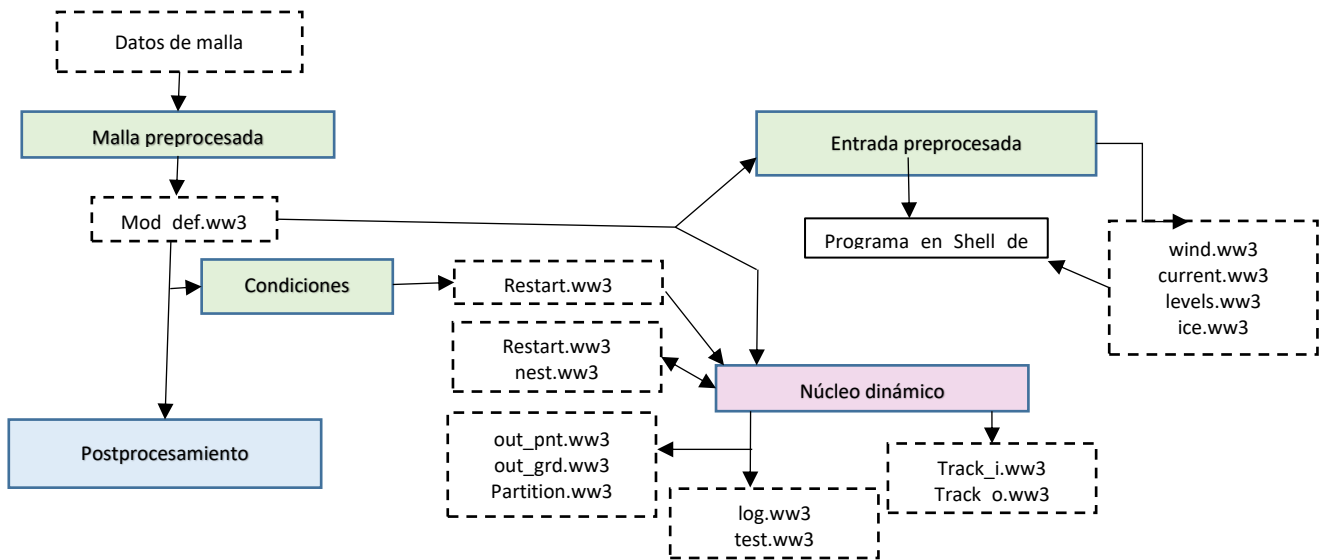 Datos de malla
Malla preprocesada
Entrada preprocesada
Mod_def.ww3
Programa en Shell de
wind.ww3
current.ww3
levels.ww3
ice.ww3
Condiciones
Restart.ww3
Restart.ww3
nest.ww3
Núcleo dinámico
Postprocesamiento
out_pnt.ww3
out_grd.ww3
Partition.ww3
Track_i.ww3
Track_o.ww3
log.ww3
test.ww3